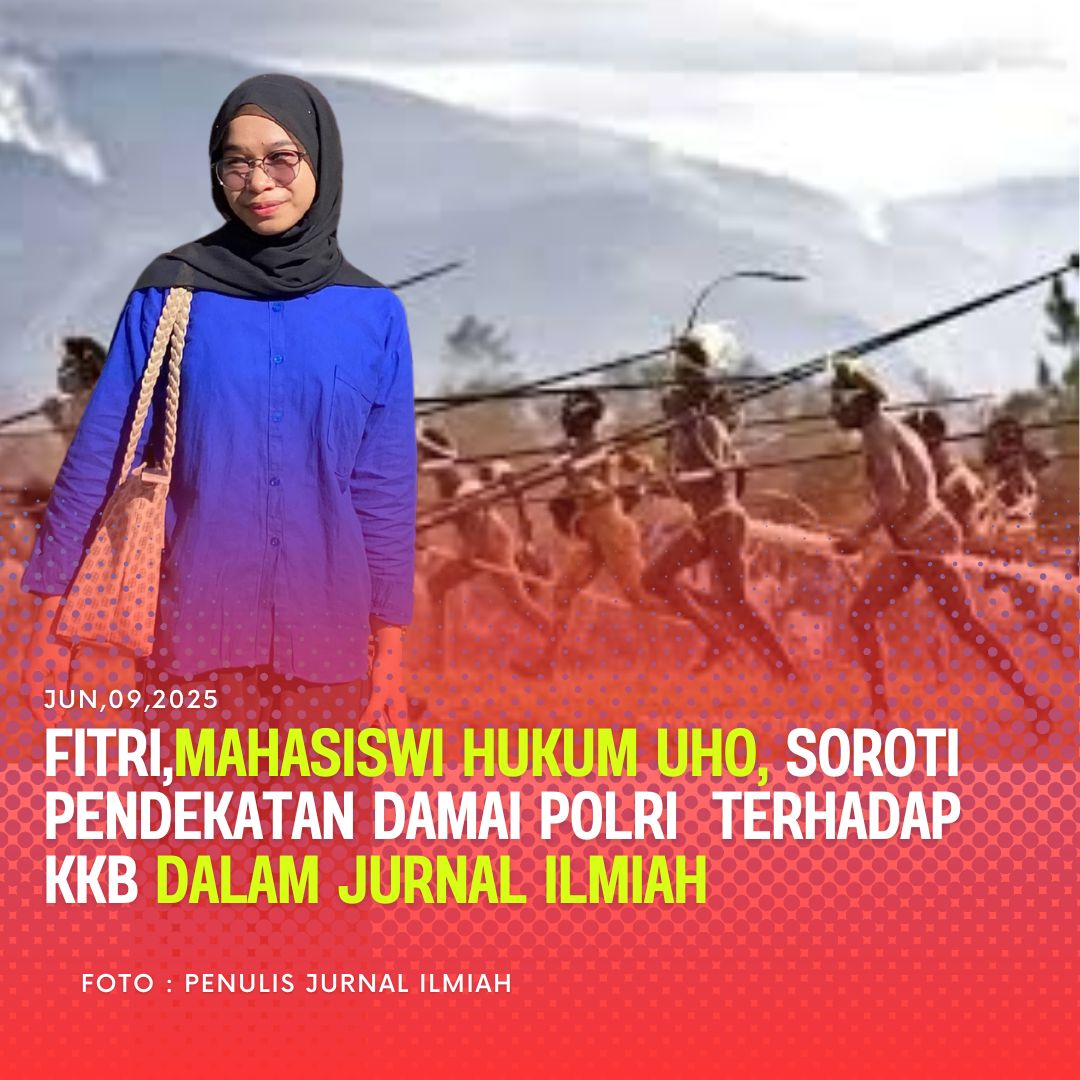 JUN,09,2025
FITRI,MAHASISWI HUKUM UHO, SOROTI
PENDEKATAN DAMAI POLRI TERHADAP
KKB DALAM JURNAL ILMIAH
FOTO : PENULIS JURNAL ILMIAH